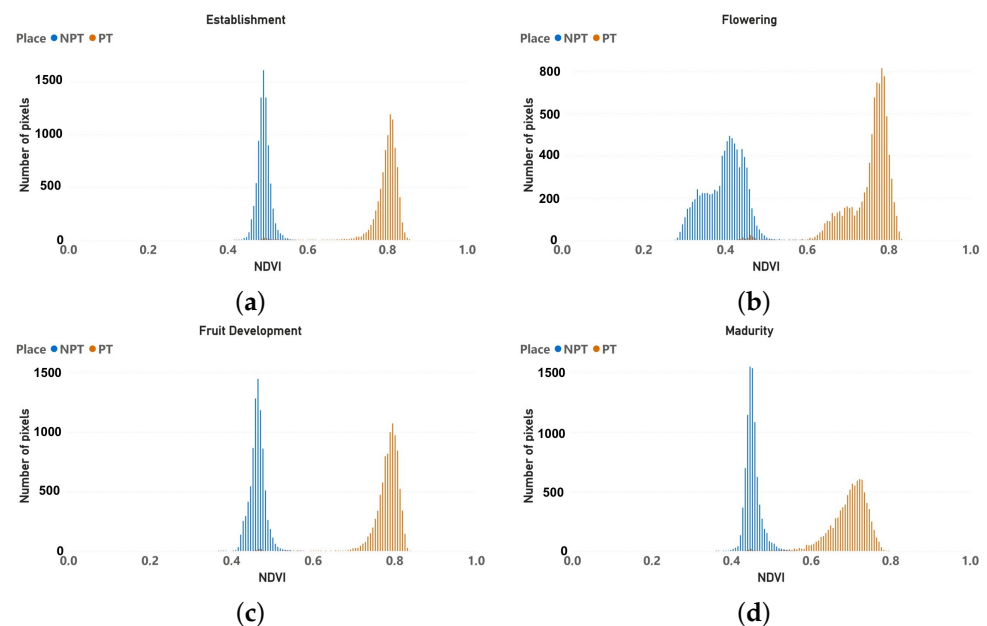 Establishment
Place NPT PT
1500
1000
500
0
Number of pixels
0.0 0.2 0.4 0.6 0.8 1.0
NDVI
(a)
Flowering
Place NPT PT
800
500
400
200
0
Number of pixels
0.0 0.2 0.4 0.6 0.8 1.0
NDVI
(b)
Fruit Development
Place NPT PT
1500
1000
500
0
Number of pixels
0.0 0.2 0.4 0.6 0.8 1.0
NDVI
(c)
Madurity
Place NPT PT
1500
1000
500
0
Number of pixels
0.0 0.2 0.4 0.6 0.8 1.0
NDVI
(d)